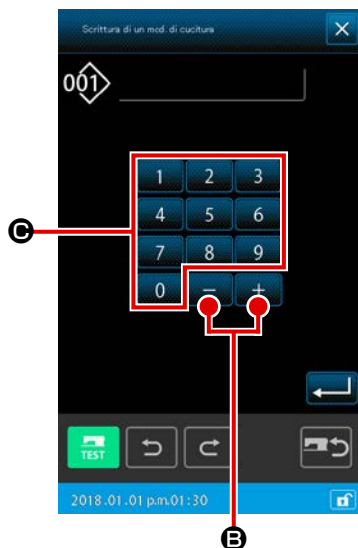 Scrittura di un mod. di cucitura
001
1 2 3
4 5 6
C
7 8 9
0 − +
TEST
2018.01.01 p.m.01:30
B